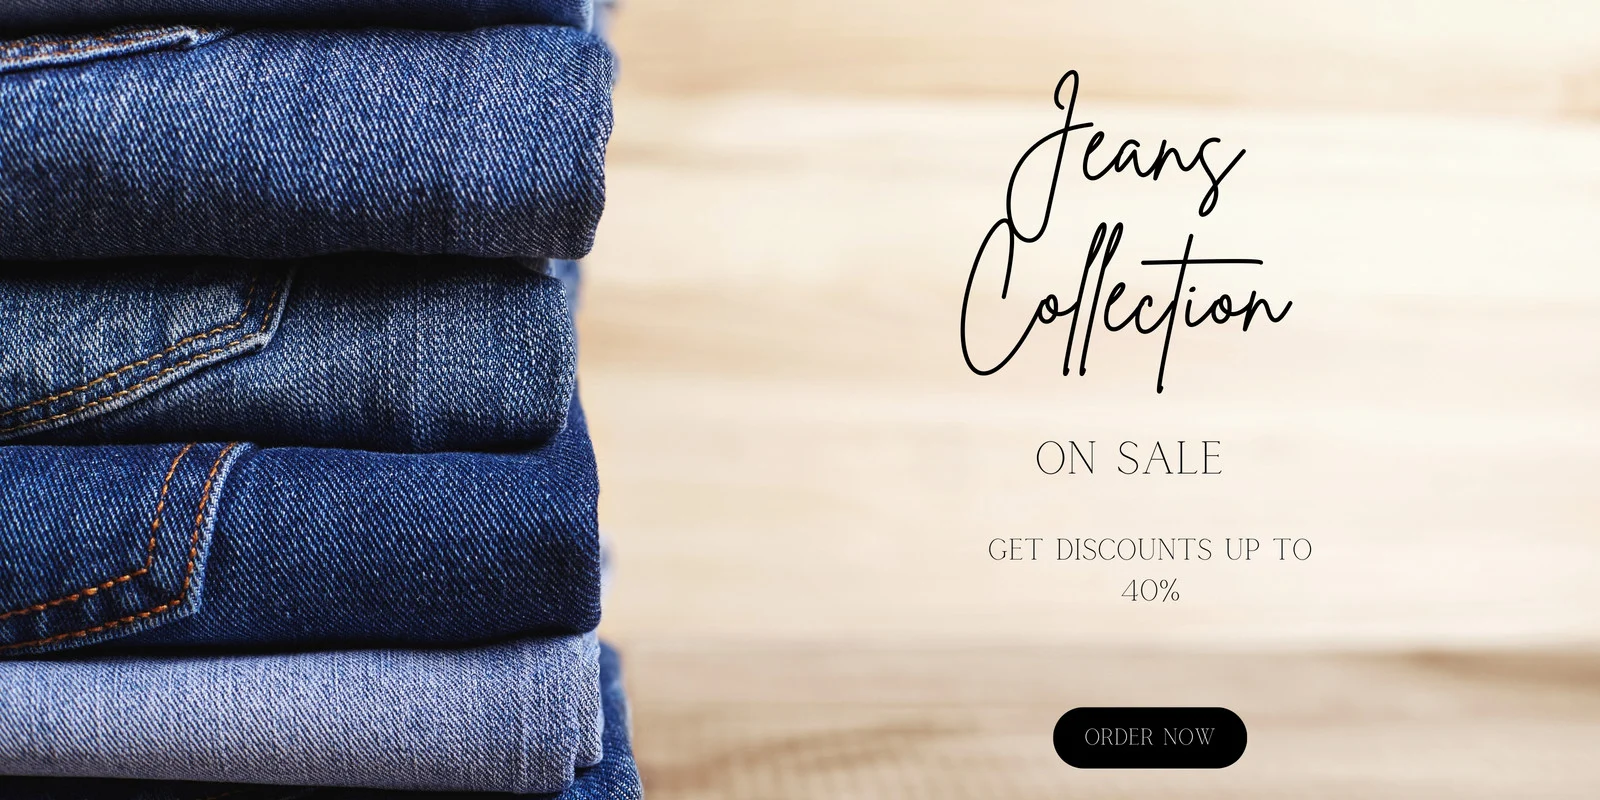 Jeans
Collection
ON SALE
GET DISCOUNTS UP TO
40%
ORDER NOW